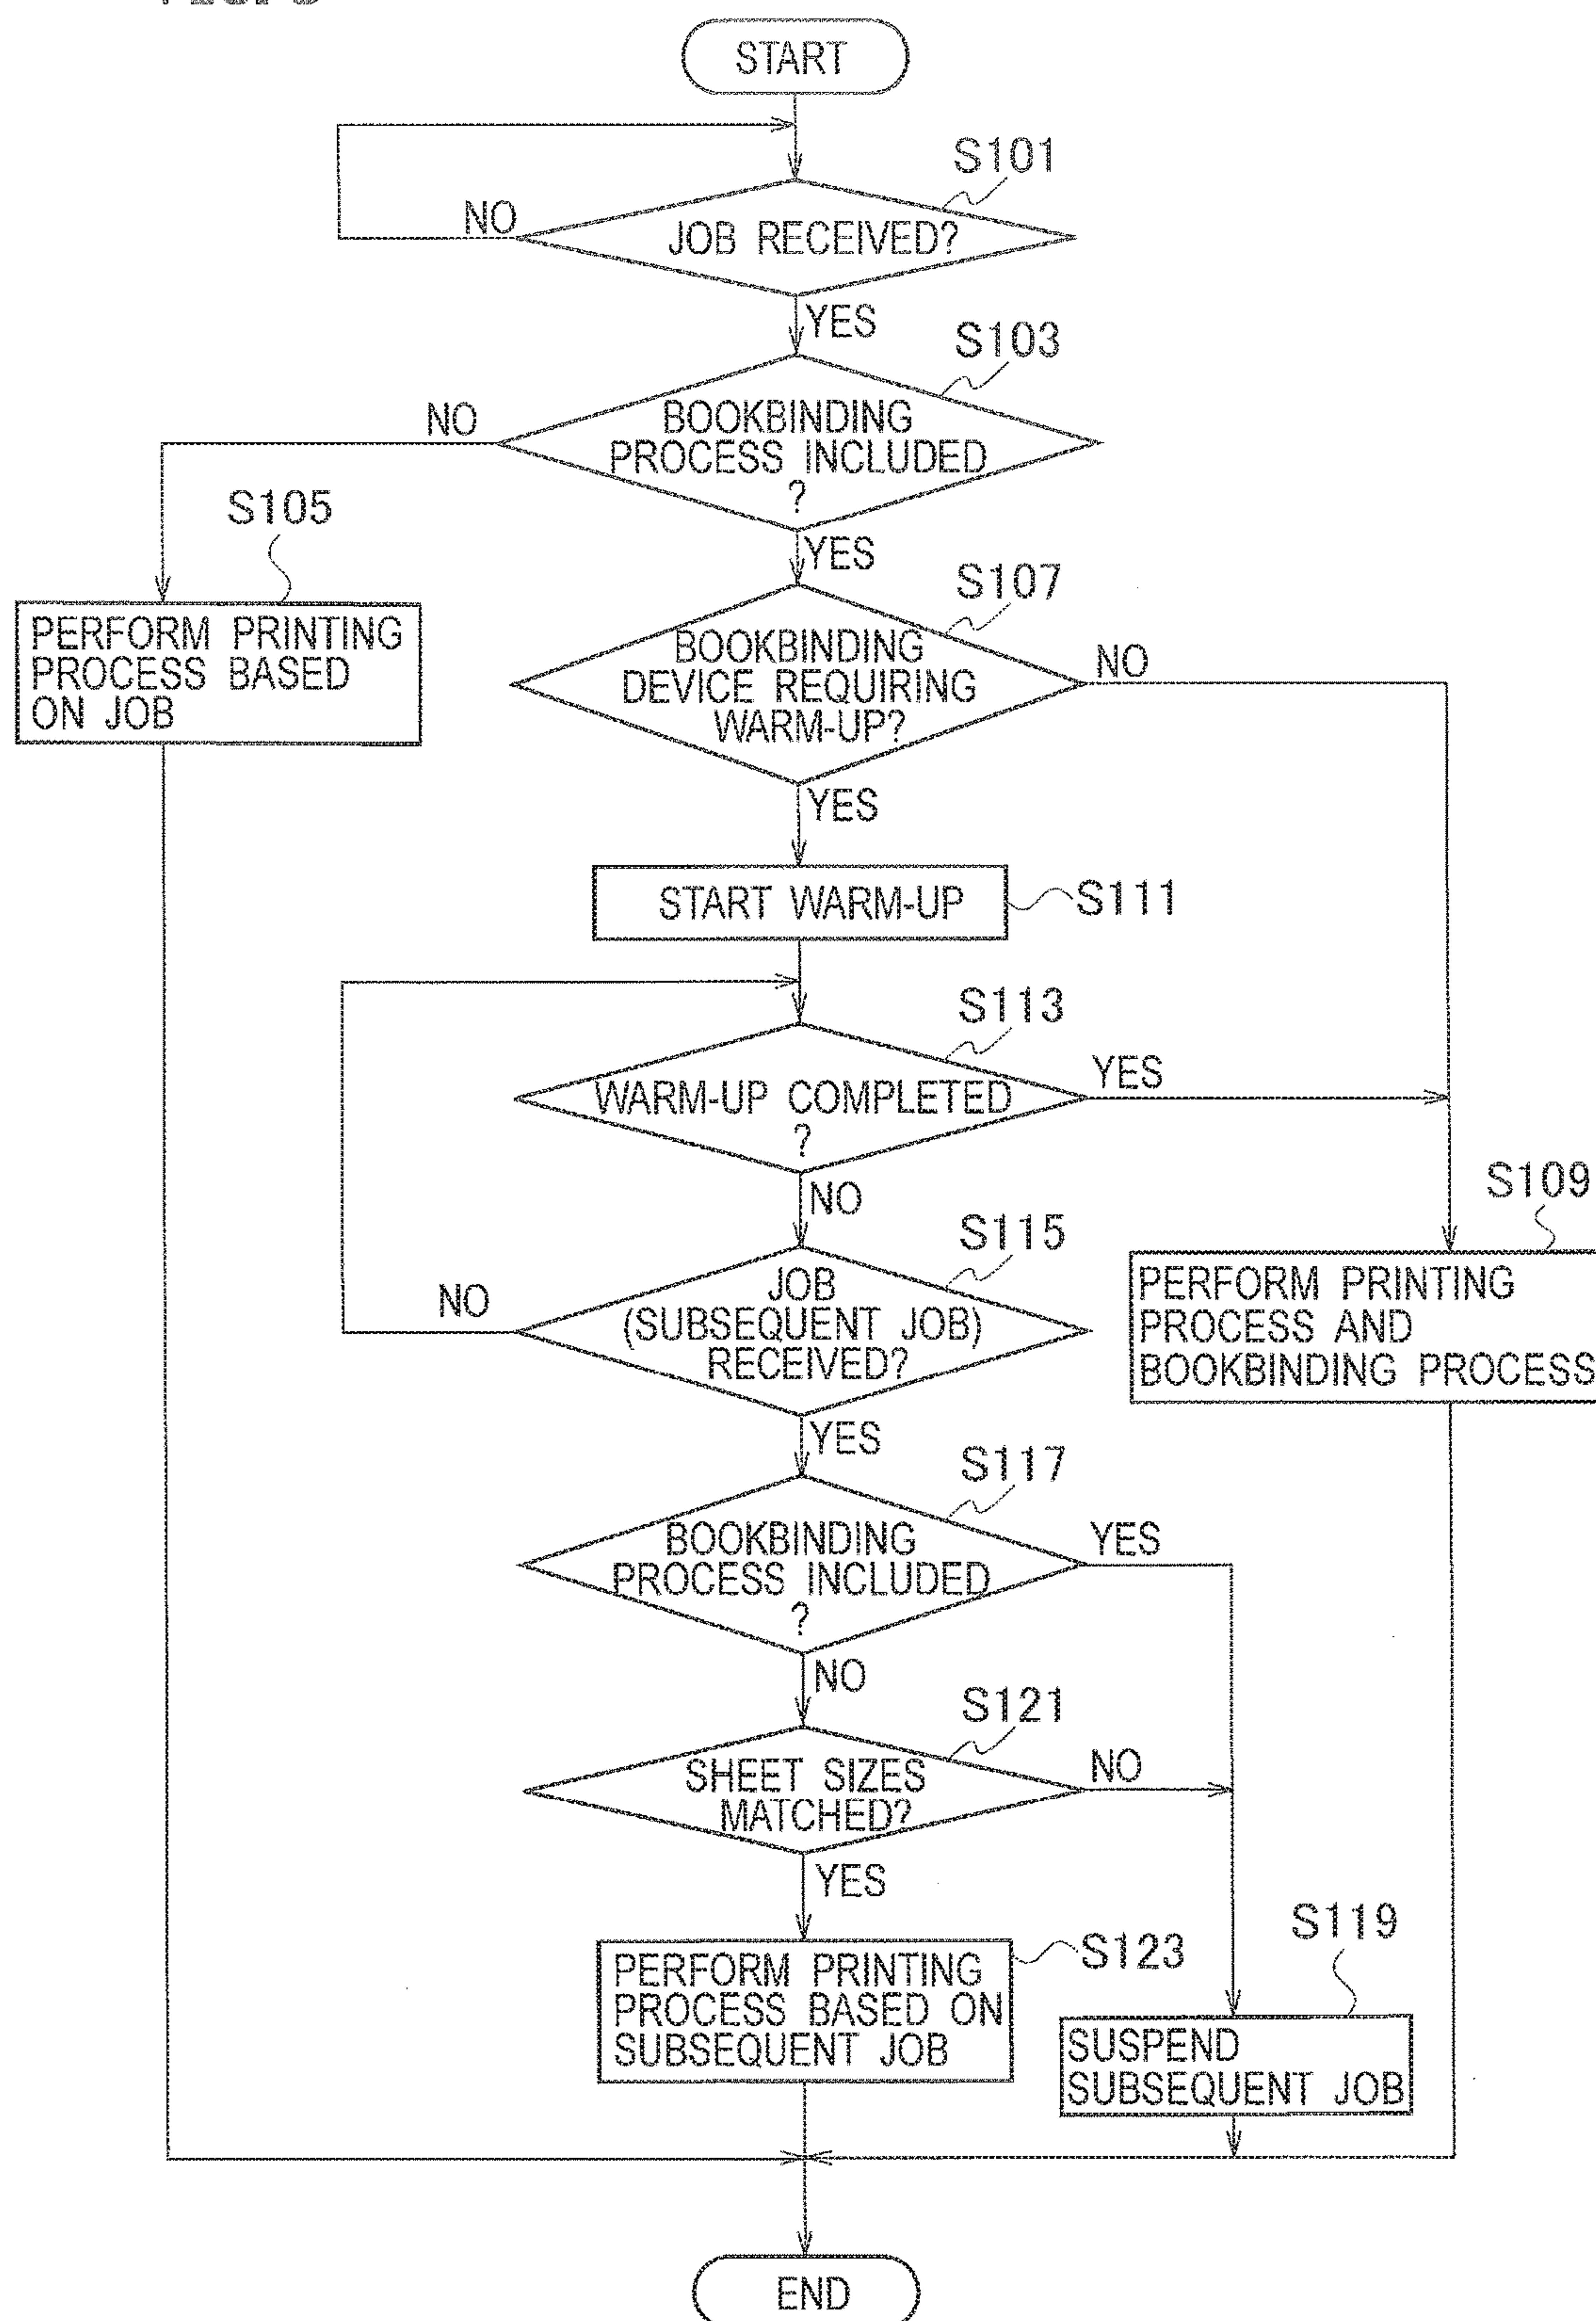 START
S101
NO
JOB RECEIVED?
YES
S103
NO
BOOKBINDING
PROCESS INCLUDED
?
S105
YES
S107
PERFORM PRINTING
PROCESS BASED
ON JOB
BOOKBINDING
DEVICE REQUIRING
WARM-UP?
NO
YES
START WARM-UP
S111
S113
YES
WARM-UP COMPLETED
?
NO
S109
S115
NO
JOB
(SUBSEQUENT JOB)
RECEIVED?
PERFORM PRINTING
PROCESS AND
BOOKBINDING PROCESS
YES
S117
BOOKBINDING
PROCESS INCLUDED
?
YES
NO
S121
SHEET SIZES
MATCHED?
NO
YES
S119
S123
PERFORM PRINTING
PROCESS BASED ON
SUBSEQUENT JOB
SUSPEND
SUBSEQUENT JOB
END